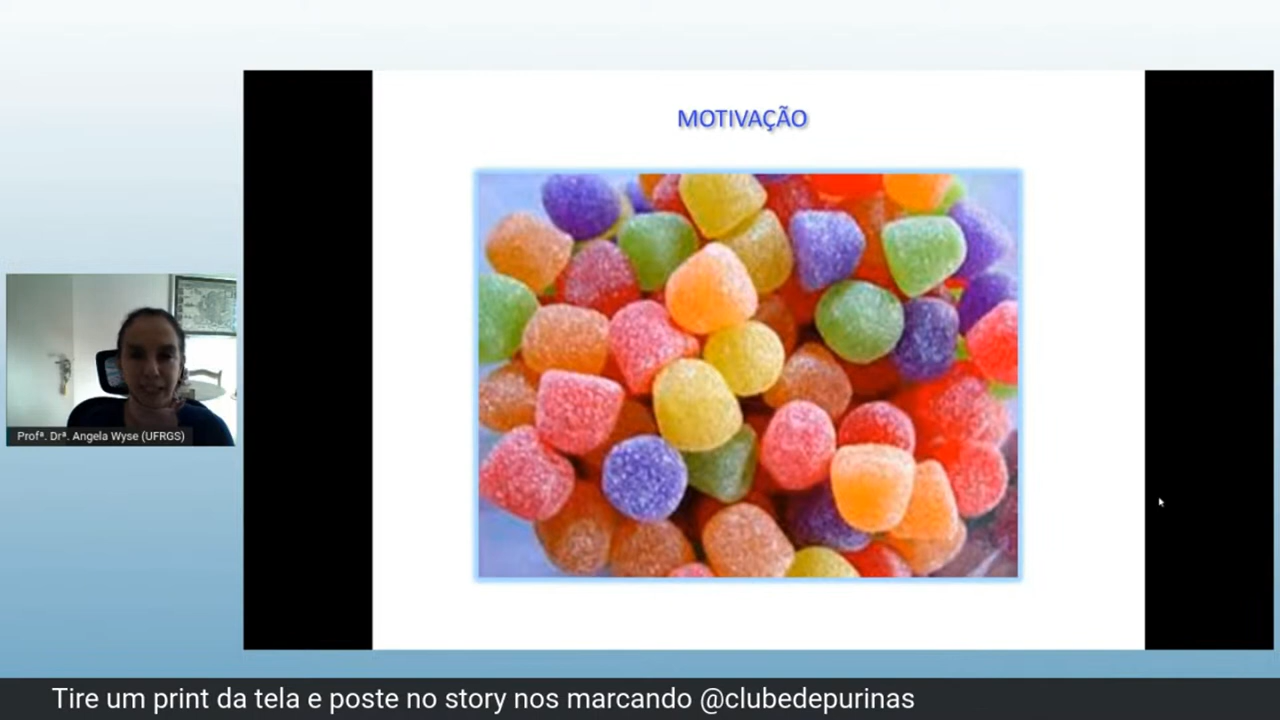 MOTIVAÇÃO
Profª. Drª. Angela Wyse (UFRGS)
Tire um print da tela e poste no story nos marcando @clubedepurinas